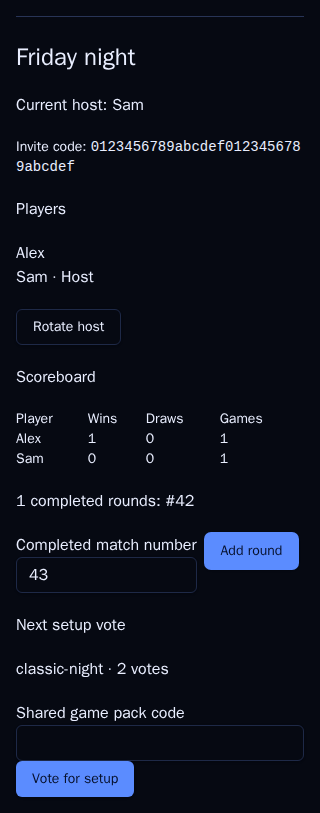 Friday night
Current host: Sam
Invite code: 0123456789abcdef012345678
9abcdef
Players
Alex
Sam · Host
Rotate host
Scoreboard
Player Wins Draws Games
Alex 1 0 1
Sam 0 0 1
1 completed rounds: #42
Completed match number
Add round
43
Next setup vote
classic-night · 2 votes
Shared game pack code
Vote for setup